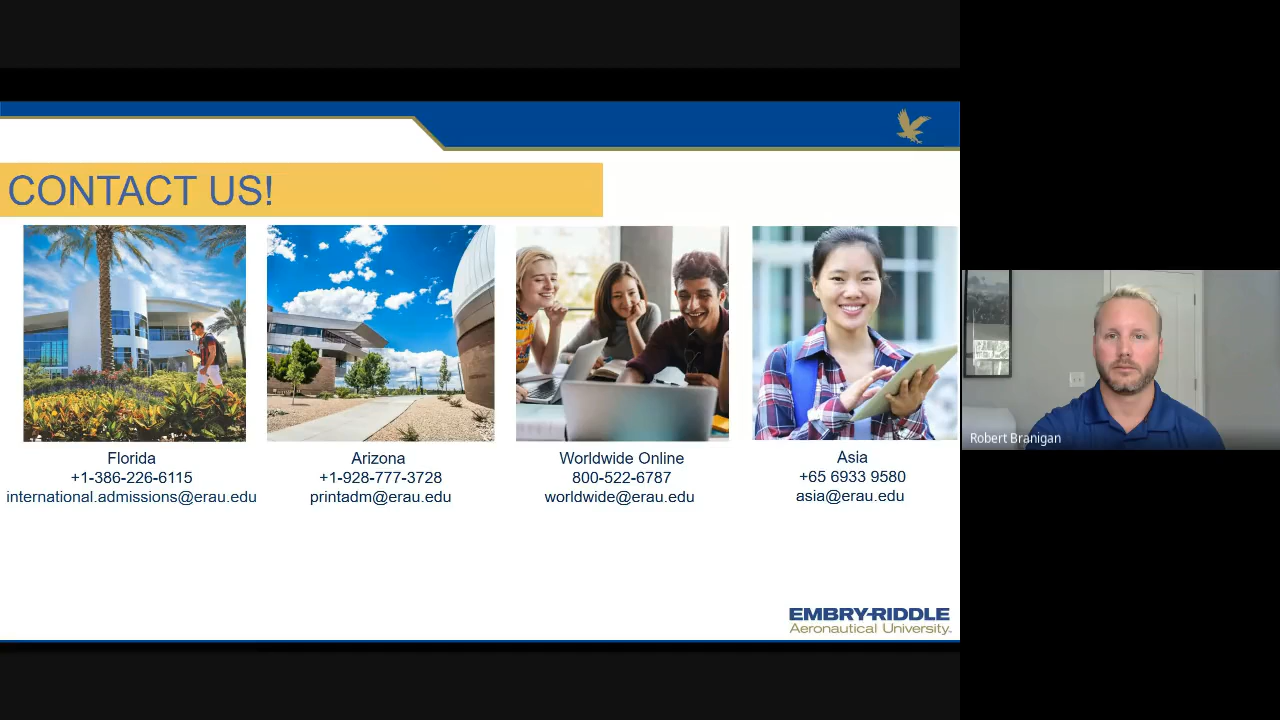 CONTACT US!
Florida
+1-386-226-6115
international.admissions@erau.edu
Arizona
+1-928-777-3728
printadm@erau.edu
Worldwide Online
800-522-6787
worldwide@erau.edu
Asia
+65 6933 9580
asia@erau.edu
EMBRY-RIDDLE
Aeronautical University
Robert Branigan